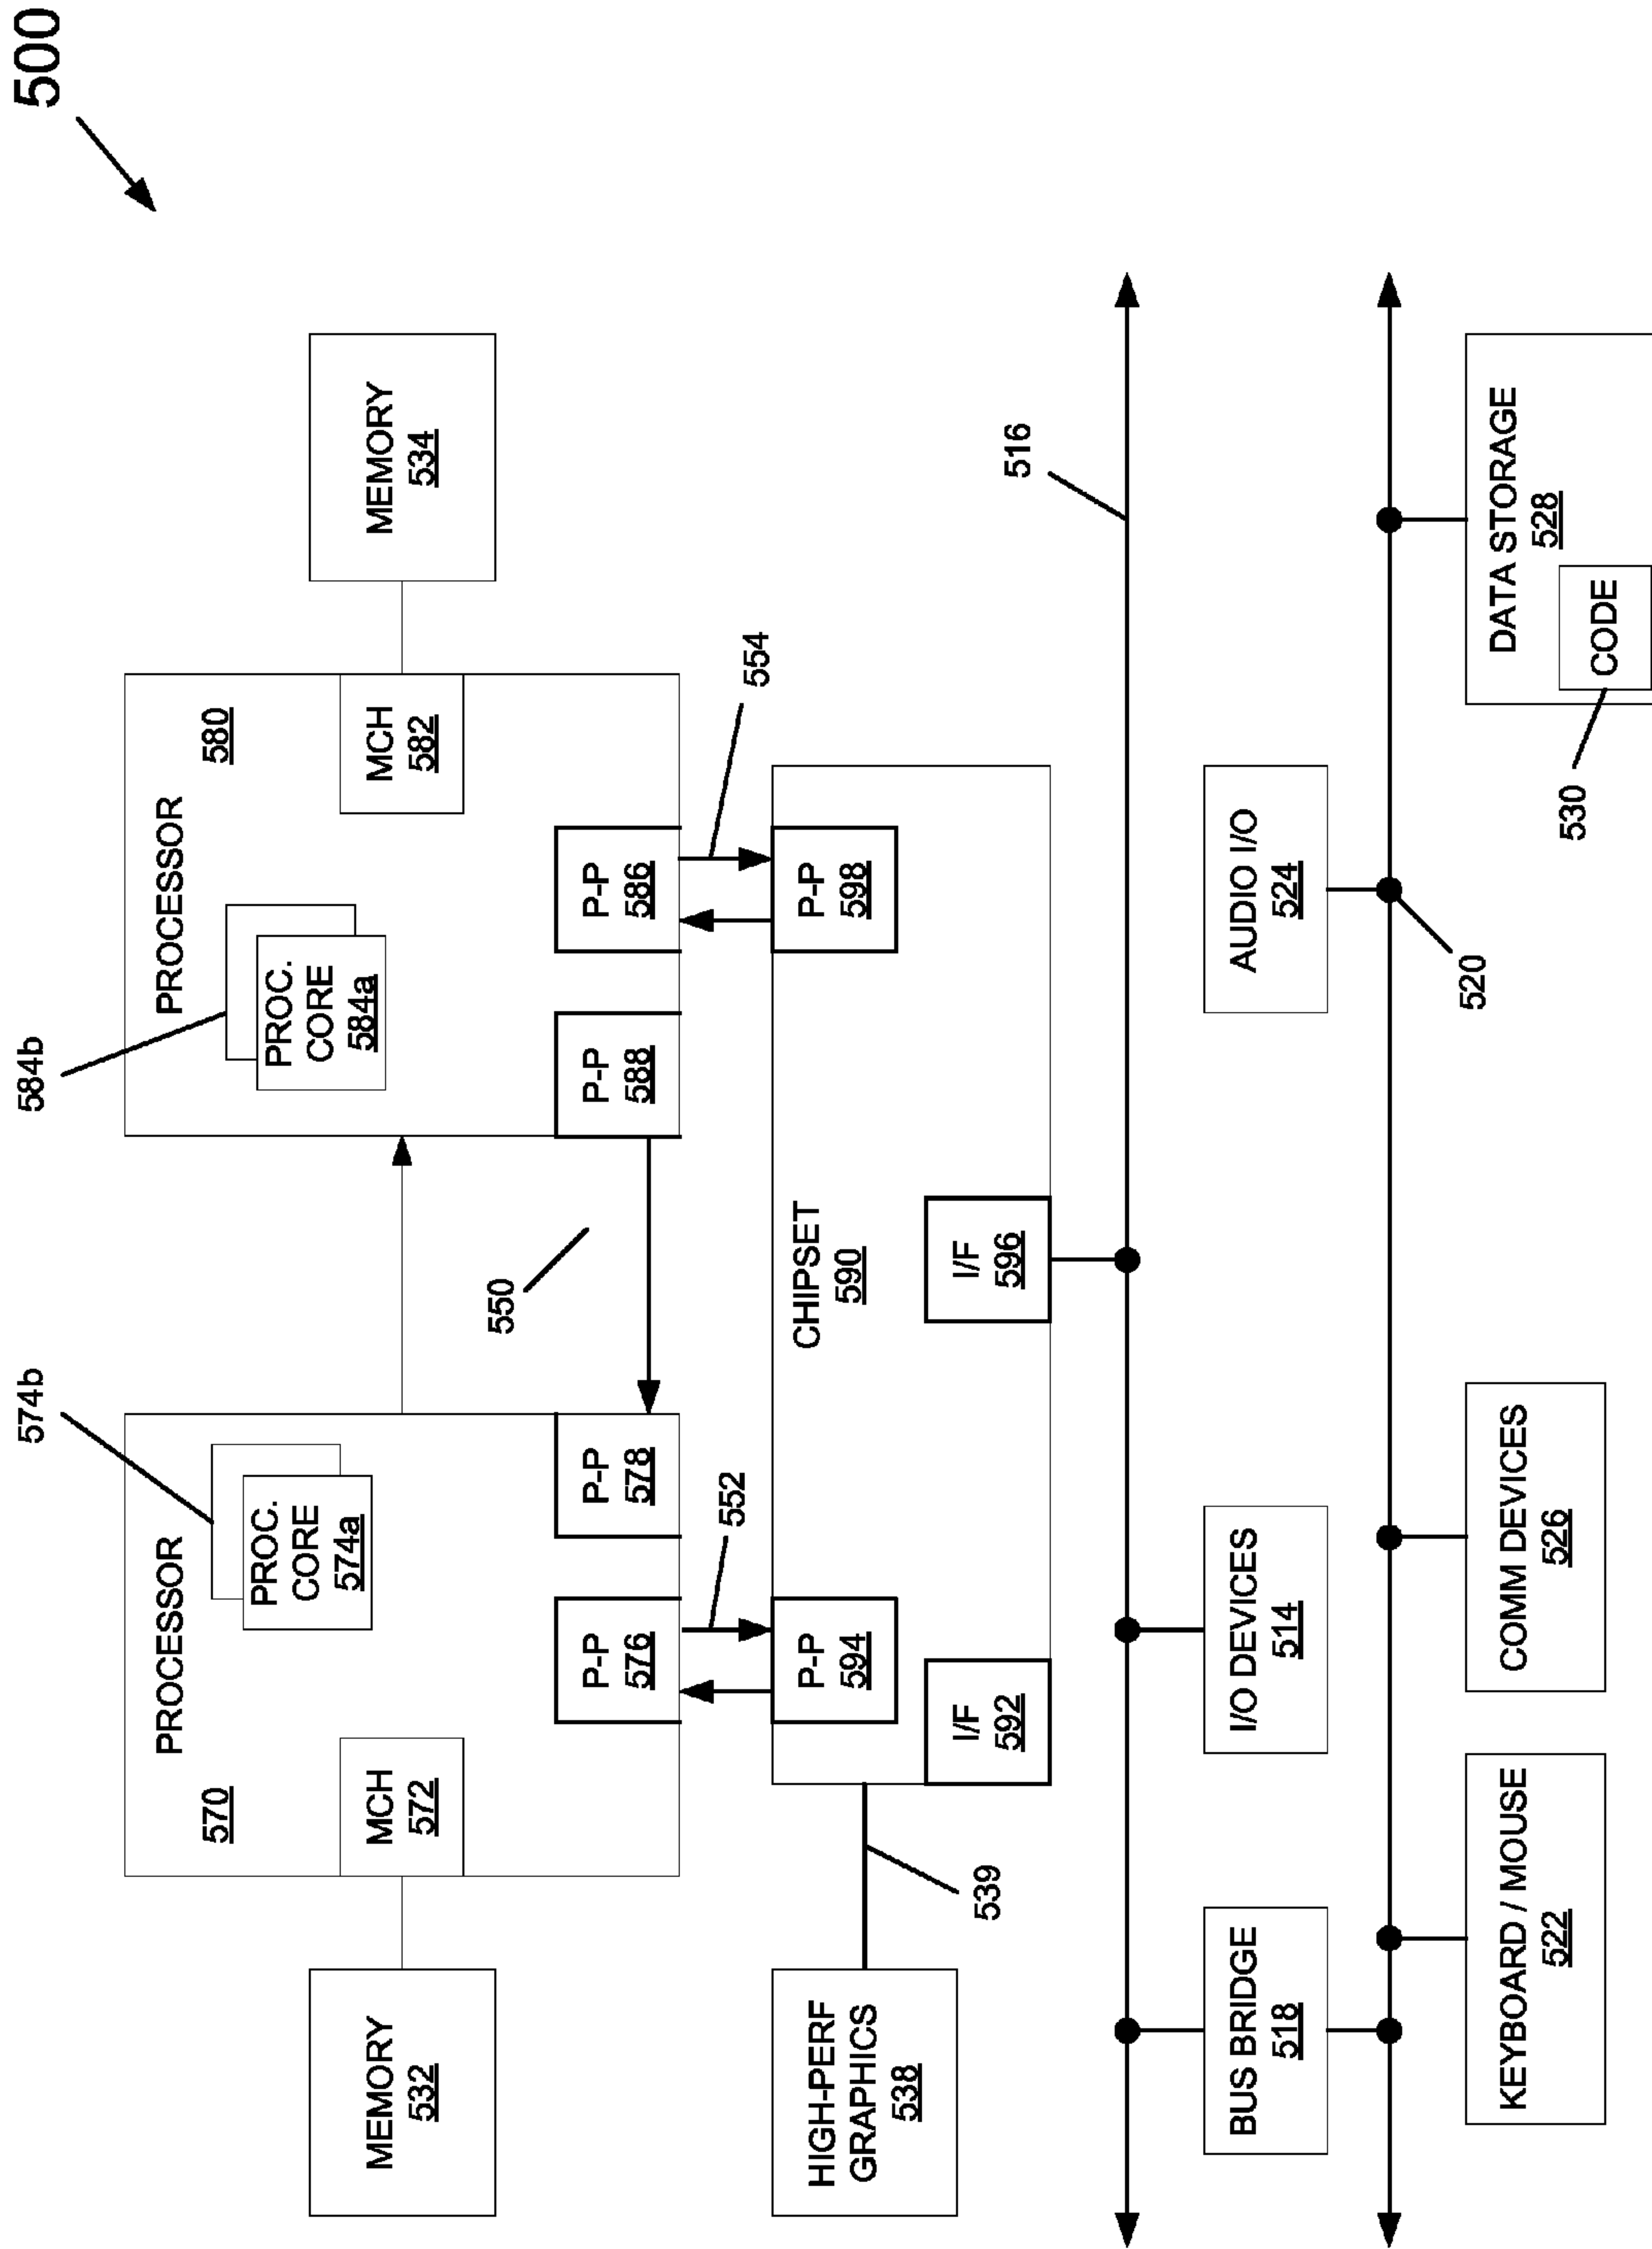 500
574b
584b
PROCESSOR
570
PROC.
CORE
574a
MCH
572
P-P
576
P-P
578
PROCESSOR
580
PROC.
CORE
584a
MCH
582
P-P
588
P-P
586
MEMORY
532
MEMORY
534
550
552
554
HIGH-PERF
GRAPHICS
538
539
CHIPSET
590
P-P
594
P-P
598
I/F
592
I/F
596
516
BUS BRIDGE
518
I/O DEVICES
514
AUDIO I/O
524
520
KEYBOARD / MOUSE
522
COMM DEVICES
526
DATA STORAGE
528
CODE
530